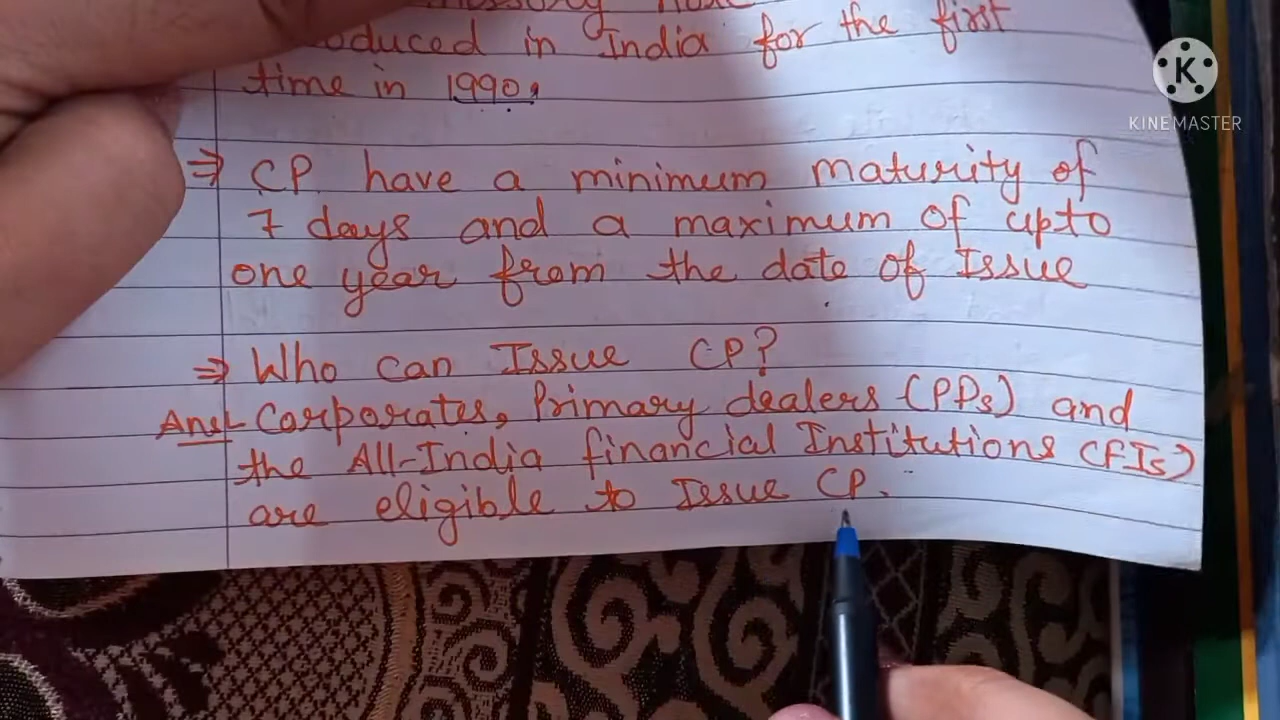 Note
oduced in India for the first
time in 1990.
⇒ CP have a minimum maturity of
7 days and a maximum of upto
one year from the date of Issue
⇒ Who can Issue CP?
Ans- Corporates, Primary dealers (PDs) and
the All-India financial Institutions (FIs)
are eligible to Issue CP.
K
KINEMASTER